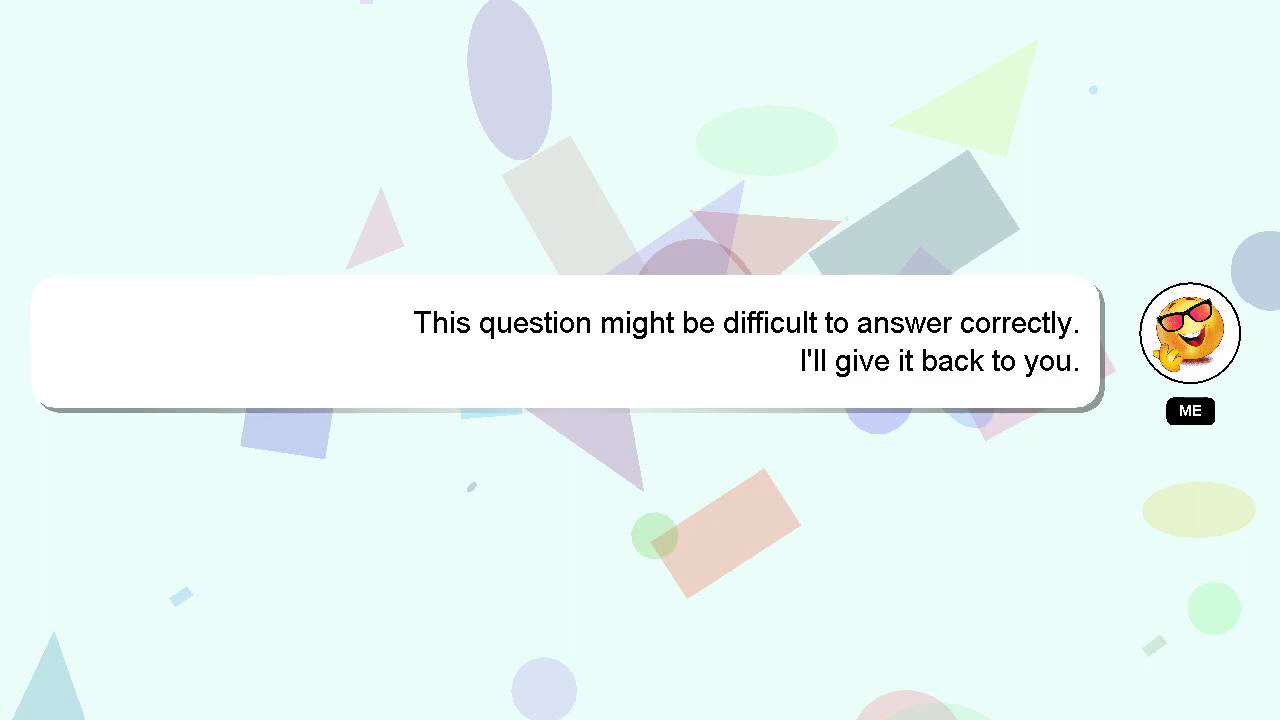 This question might be difficult to answer correctly.
I'll give it back to you.
ME